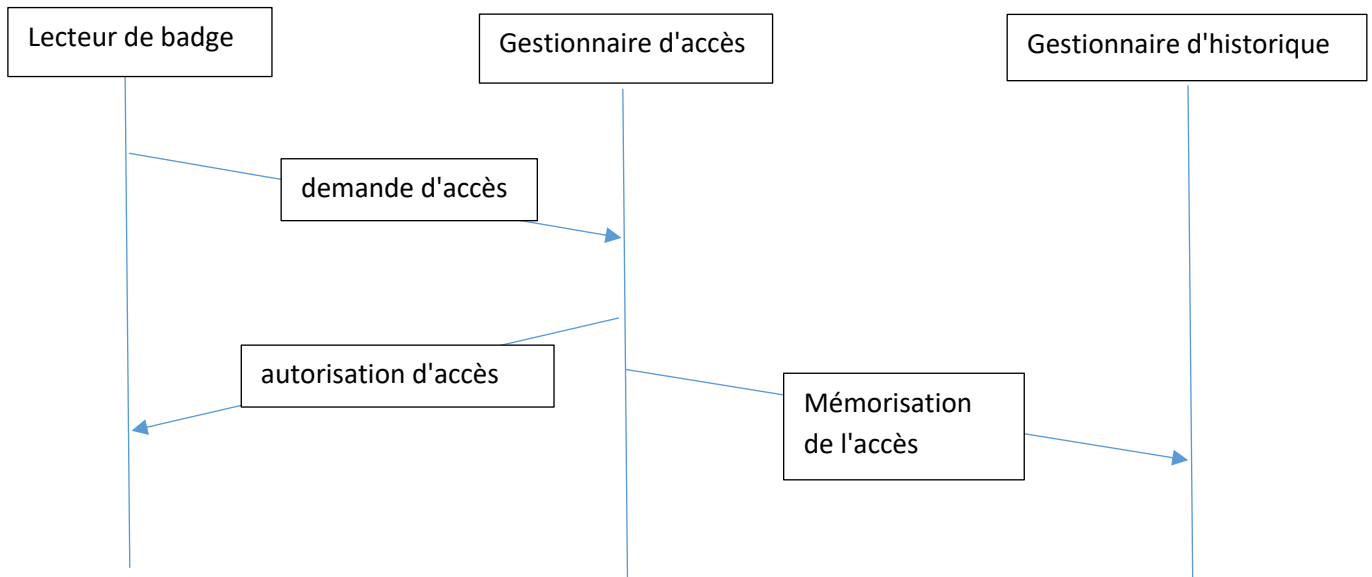 Lecteur de badge
Gestionnaire d'accès
Gestionnaire d'historique
demande d'accès
autorisation d'accès
Mémorisation
de l'accès